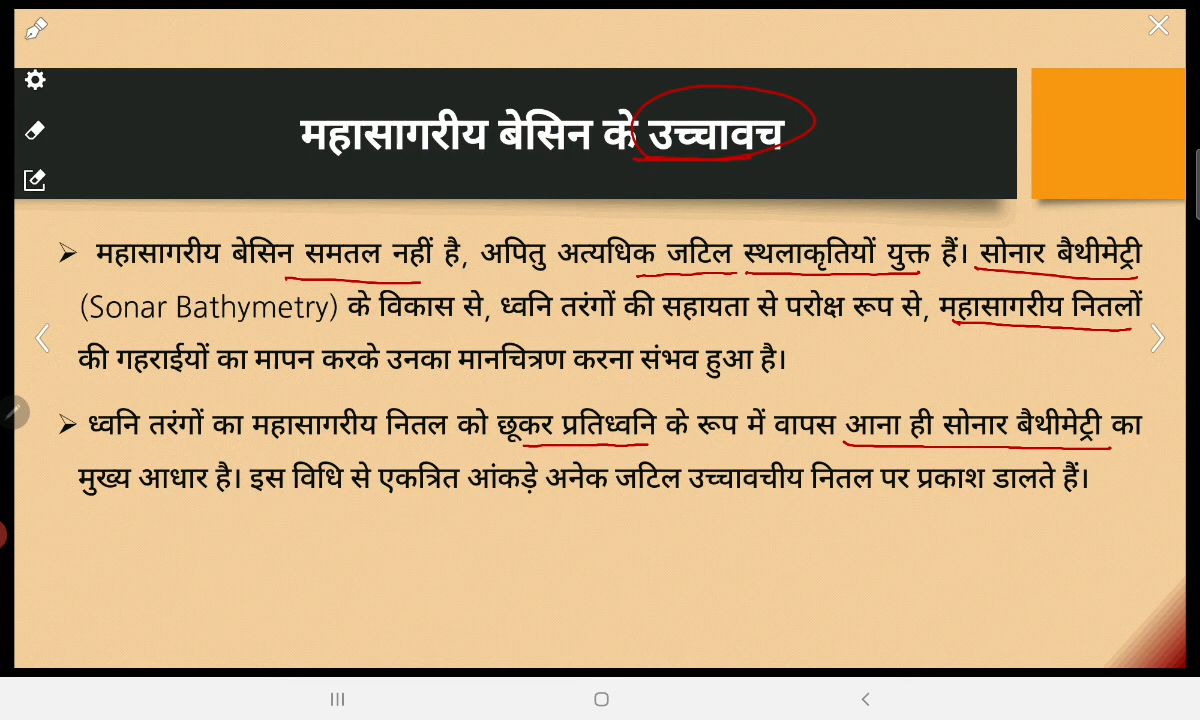 महासागरीय बेसिन के उच्चावच
➢ महासागरीय बेसिन समतल नहीं है, अपितु अत्यधिक जटिल स्थलाकृतियों युक्त हैं। सोनार बैथीमेट्री
(Sonar Bathymetry) के विकास से, ध्वनि तरंगों की सहायता से परोक्ष रूप से, महासागरीय नितलों
की गहराईयों का मापन करके उनका मानचित्रण करना संभव हुआ है।
➢ ध्वनि तरंगों का महासागरीय नितल को छूकर प्रतिध्वनि के रूप में वापस आना ही सोनार बैथीमेट्री का
मुख्य आधार है। इस विधि से एकत्रित आंकड़े अनेक जटिल उच्चावचीय नितल पर प्रकाश डालते हैं।